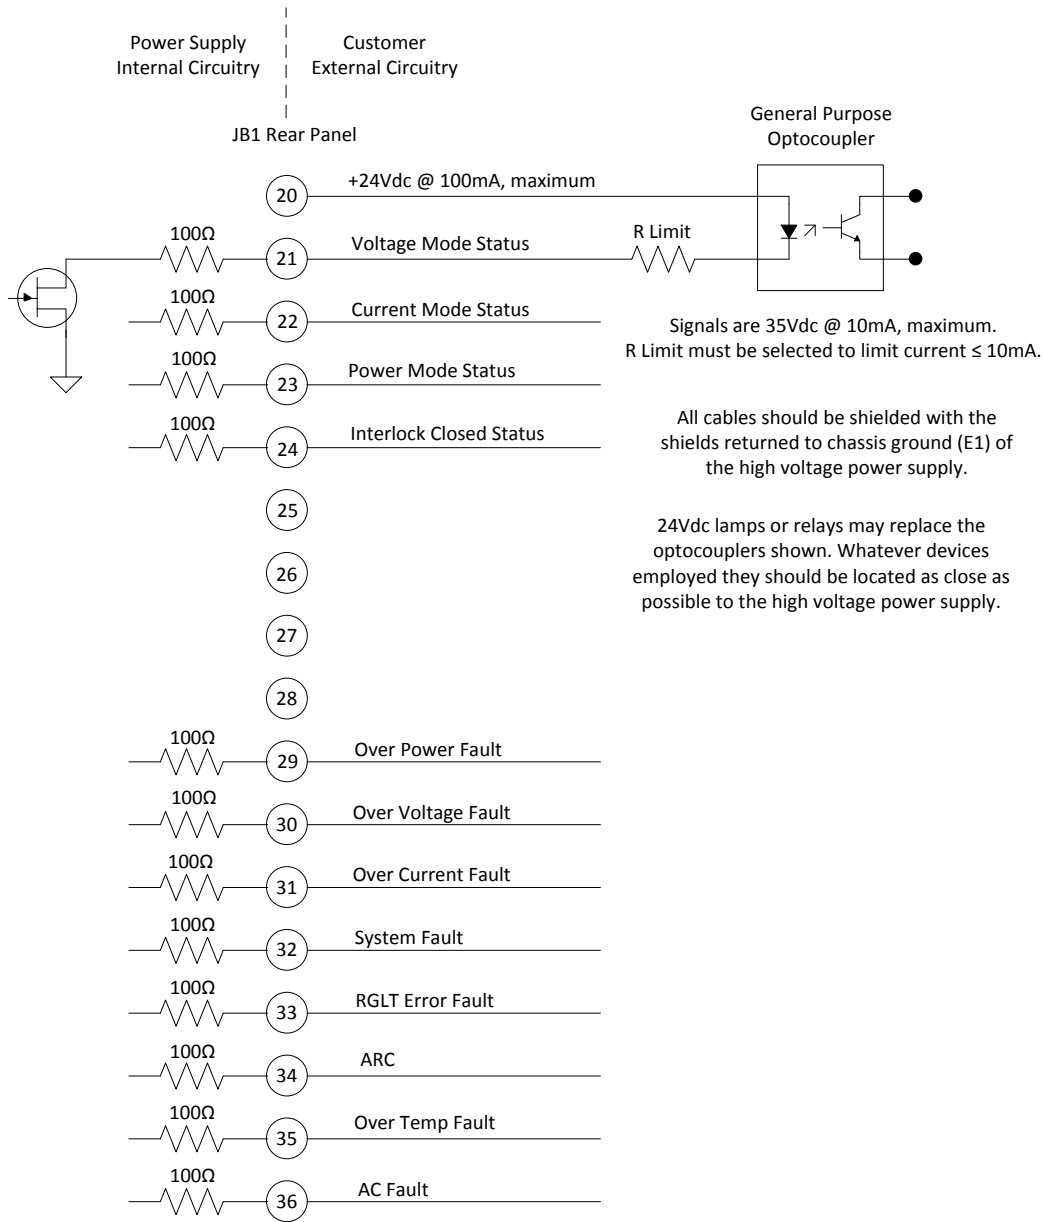 Power Supply
Internal Circuitry
Customer
External Circuitry
JB1 Rear Panel
General Purpose
Optocoupler
20
+24Vdc @ 100mA, maximum
100Ω
21
Voltage Mode Status
R Limit
100Ω
22
Current Mode Status
Signals are 35Vdc @ 10mA, maximum.
R Limit must be selected to limit current ≤ 10mA.
100Ω
23
Power Mode Status
100Ω
24
Interlock Closed Status
All cables should be shielded with the
shields returned to chassis ground (E1) of
the high voltage power supply.
25
26
27
28
24Vdc lamps or relays may replace the
optocouplers shown. Whatever devices
employed they should be located as close as
possible to the high voltage power supply.
100Ω
29
Over Power Fault
100Ω
30
Over Voltage Fault
100Ω
31
Over Current Fault
100Ω
32
System Fault
100Ω
33
RGLT Error Fault
100Ω
34
ARC
100Ω
35
Over Temp Fault
100Ω
36
AC Fault